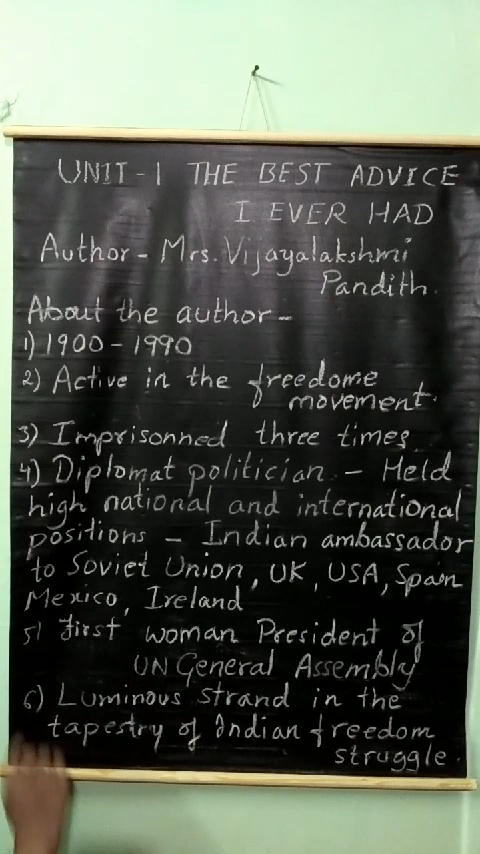 UNIT-1 THE BEST ADVICE
I EVER HAD
Author - Mrs. Vijayalakshmi
Pandith.
About the author -
1) 1900 - 1990
2) Active in the freedome
movement.
3) Imprisonned three times
4) Diplomat politician - Held
high national and international
positions - Indian ambassador
to Soviet Union, UK, USA, Spain
Mexico, Ireland
5) First woman President of
UN General Assembly
6) Luminous strand in the
tapestry of Indian freedom
struggle.